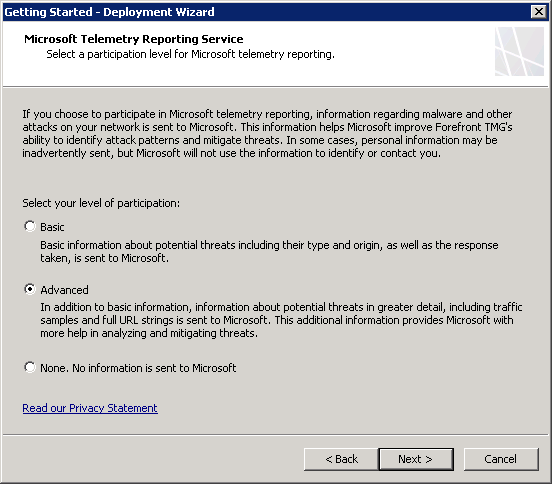 Getting Started - Deployment Wizard
Microsoft Telemetry Reporting Service
Select a participation level for Microsoft telemetry reporting.
If you choose to participate in Microsoft telemetry reporting, information regarding malware and other
attacks on your network is sent to Microsoft. This information helps Microsoft improve Forefront TMG's
ability to identify attack patterns and mitigate threats. In some cases, personal information may be
inadvertently sent, but Microsoft will not use the information to identify or contact you.
Select your level of participation:
Basic
Basic information about potential threats including their type and origin, as well as the response
taken, is sent to Microsoft.
Advanced
In addition to basic information, information about potential threats in greater detail, including traffic
samples and full URL strings is sent to Microsoft. This additional information provides Microsoft with
more help in analyzing and mitigating threats.
None. No information is sent to Microsoft
Read our Privacy Statement
< Back Next > Cancel